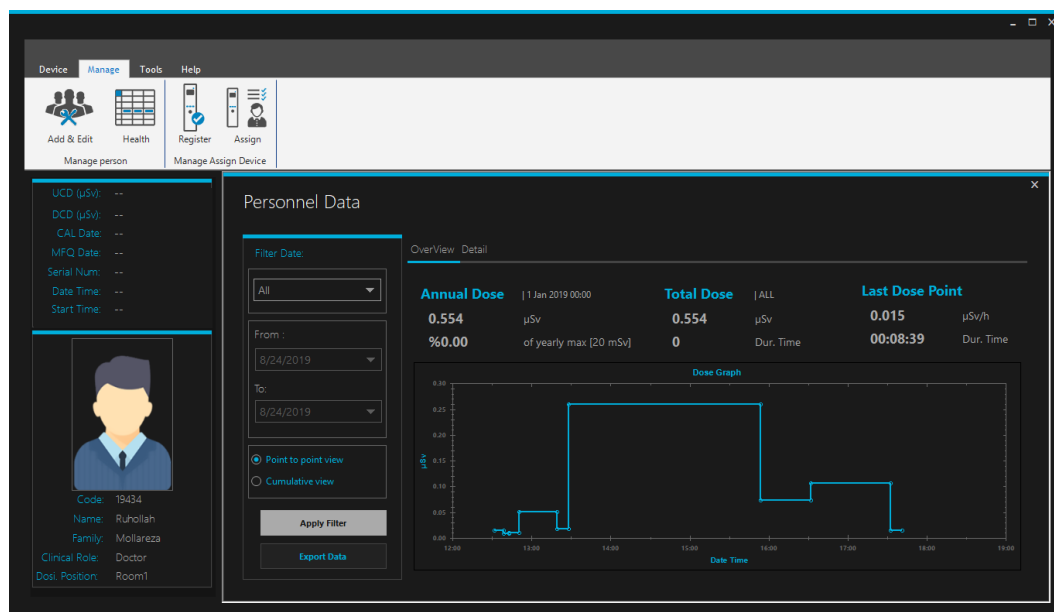 Device Manage Tools Help
Add & Edit Health Register Assign
Manage person Manage Assign Device
UCD (µSv): --
DCD (µSv): --
CAL Date: --
MFQ Date: --
Serial Num: --
Date Time: --
Start Time: --
Code: 19434
Name: Ruhollah
Family: Mollareza
Clinical Role: Doctor
Dosi. Position: Room1
Personnel Data
Filter Date:
All
From :
8/24/2019
To:
8/24/2019
Point to point view
Cumulative view
Apply Filter
Export Data
OverView Detail
Annual Dose | 1 Jan 2019 00:00
0.554 µSv
%0.00 of yearly max [20 mSv]
Total Dose | ALL
0.554 µSv
0 Dur. Time
Last Dose Point
0.015 µSv/h
00:08:39 Dur. Time
Dose Graph
µSv
0.30
0.25
0.20
0.15
0.10
0.05
0.00
12:00 13:00 14:00 15:00 16:00 17:00 18:00 19:00
Date Time